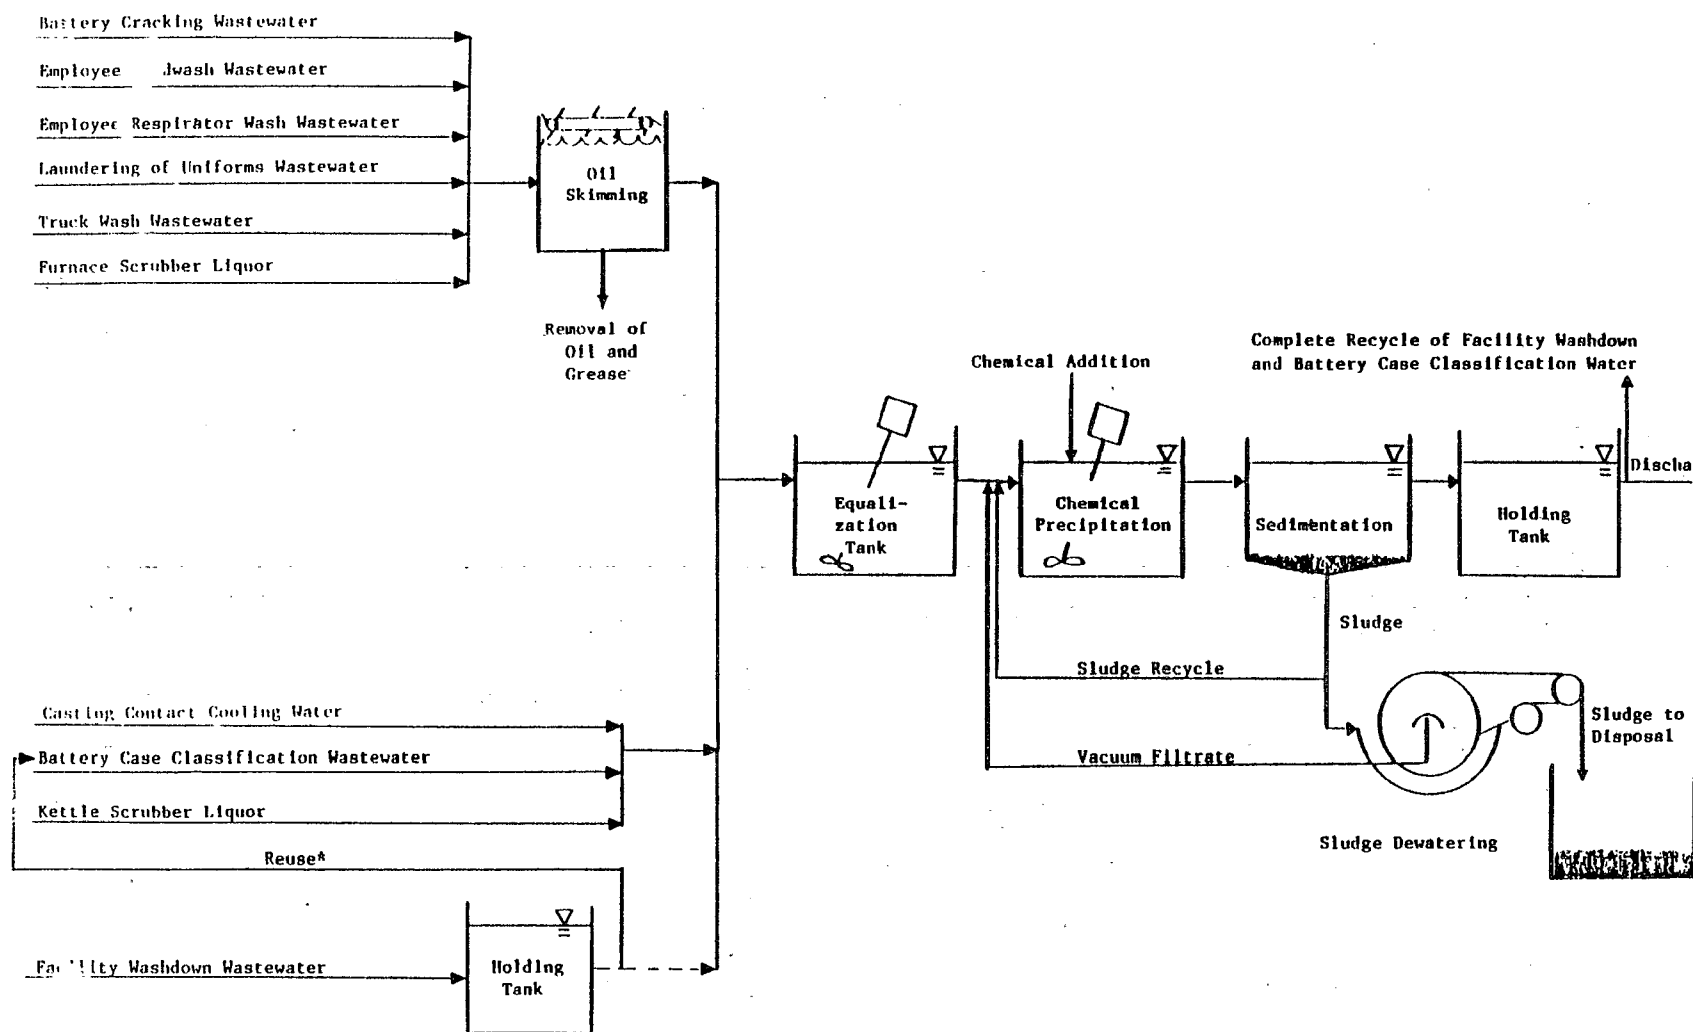 Battery Cracking Wastewater
Employee dwash Wastewater
Employee Respirator Wash Wastewater
Laundering of Uniforms Wastewater
Truck Wash Wastewater
Furnace Scrubber Liquor
Oil
Skimming
Removal of
Oil and
Grease
Complete Recycle of Facility Washdown
and Battery Case Classification Water
Chemical Addition
Discha
Equali-
zation
Tank
Chemical
Precipitation
Sedimentation
Holding
Tank
Sludge
Sludge Recycle
Vacuum Filtrate
Sludge to
Disposal
Sludge Dewatering
Casting Contact Cooling Water
Battery Case Classification Wastewater
Kettle Scrubber Liquor
Reuse*
Facility Washdown Wastewater
Holding
Tank